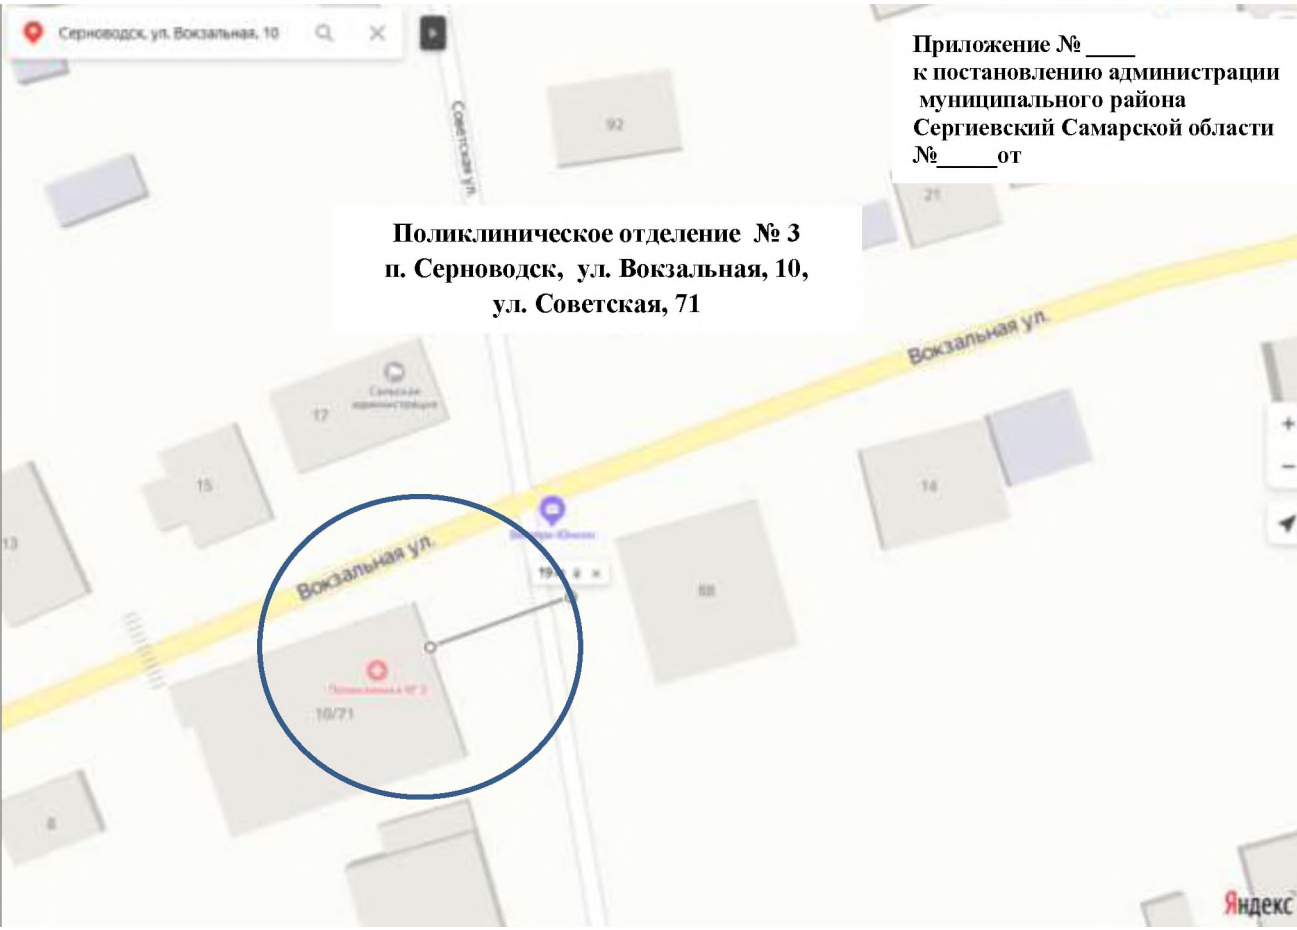 Серноводск, ул. Вокзальная, 10
Приложение № ____
к постановлению администрации
муниципального района
Сергиевский Самарской области
№_____от
Советская ул.
92
21
Поликлиническое отделение № 3
п. Серноводск, ул. Вокзальная, 10,
ул. Советская, 71
Вокзальная ул.
Сельская
администрация
17
15
14
13
Вокзальная ул.
88
10/71
8
Яндекс